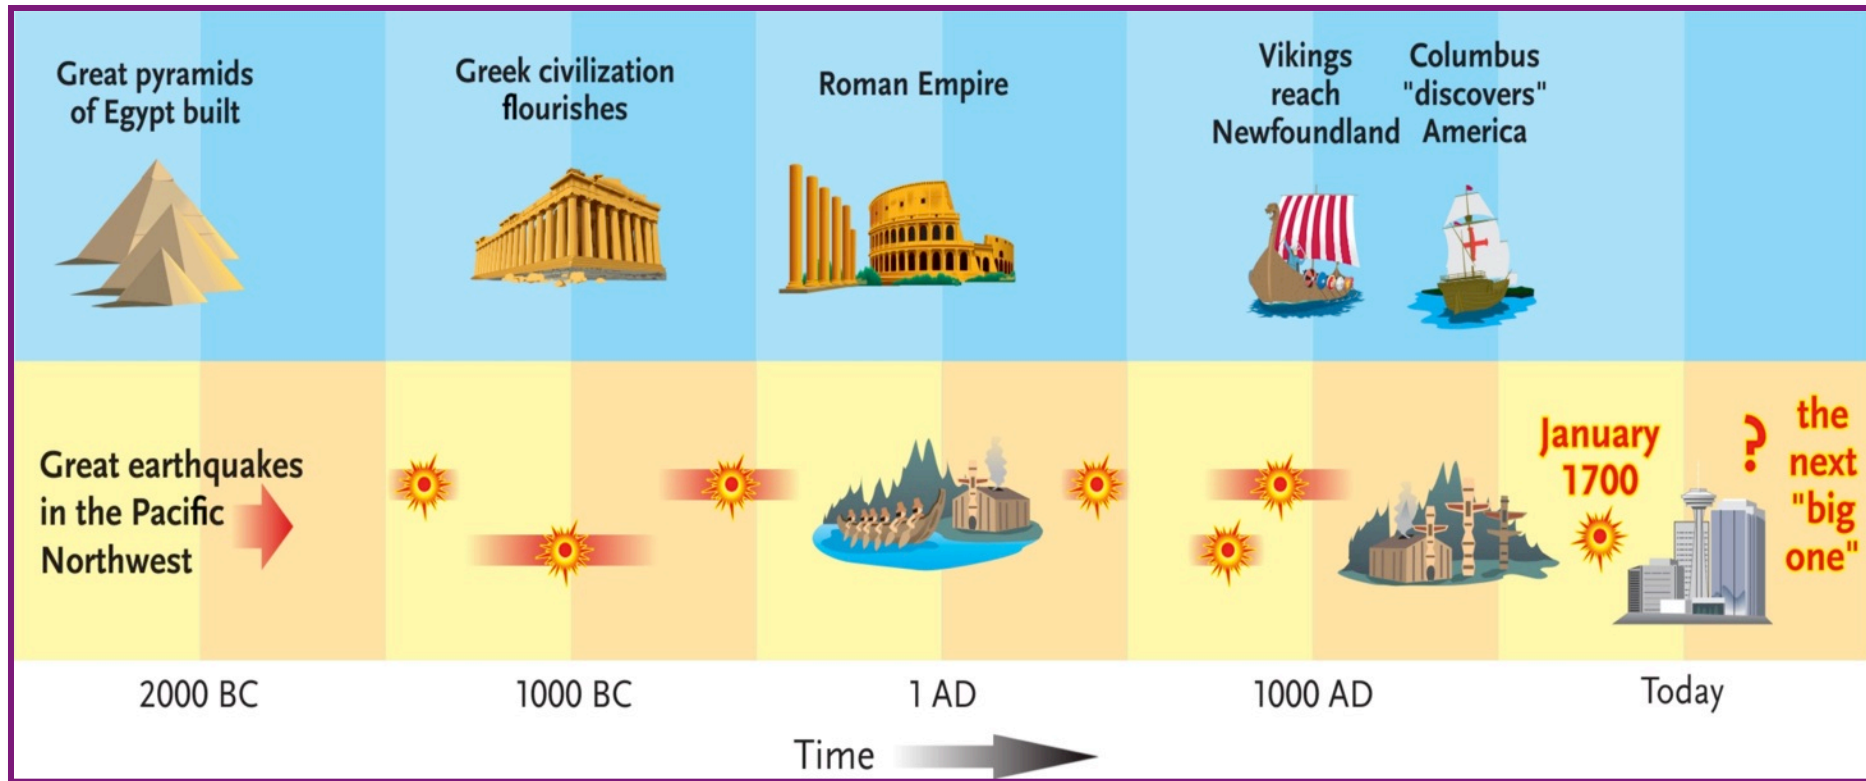 Great pyramids
of Egypt built
Greek civilization
flourishes
Roman Empire
Vikings
reach
Newfoundland
Columbus
"discovers"
America
Great earthquakes
in the Pacific
Northwest
January
1700
?
the
next
"big
one"
2000 BC
1000 BC
1 AD
1000 AD
Today
Time